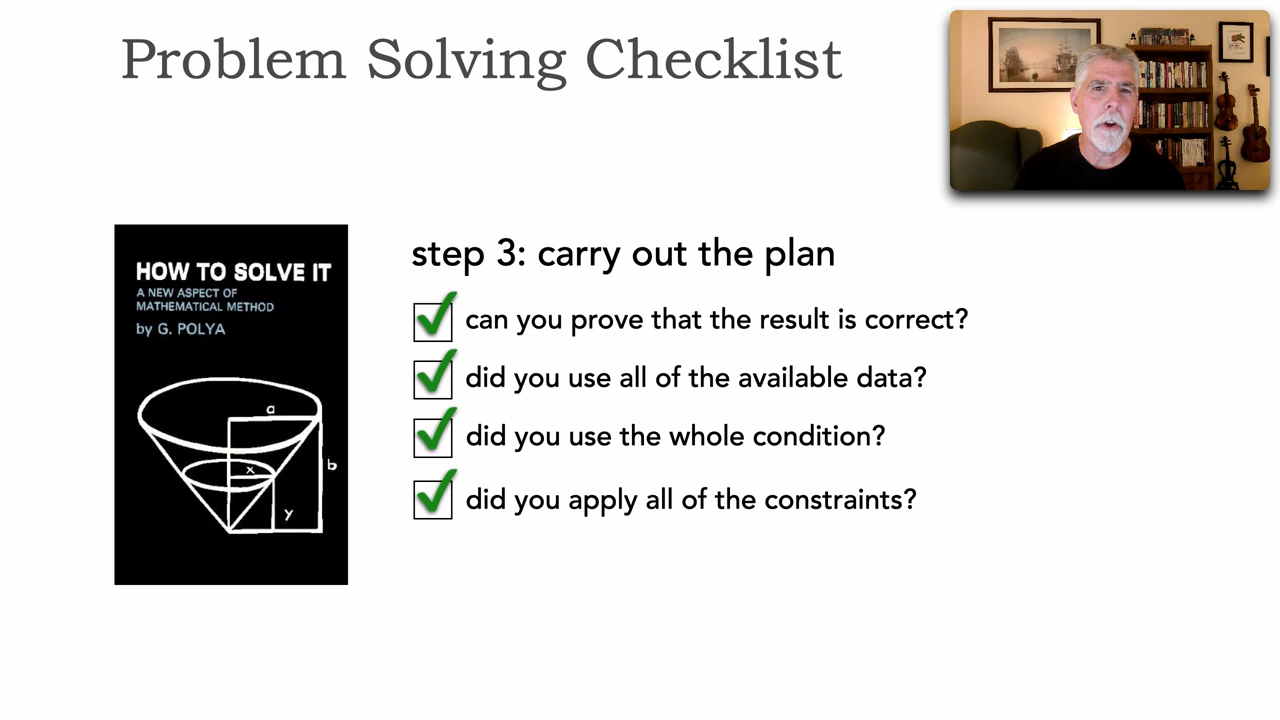 Problem Solving Checklist
HOW TO SOLVE IT
A NEW ASPECT OF
MATHEMATICAL METHOD
by G. POLYA
a
x
b
y
step 3: carry out the plan
can you prove that the result is correct?
did you use all of the available data?
did you use the whole condition?
did you apply all of the constraints?